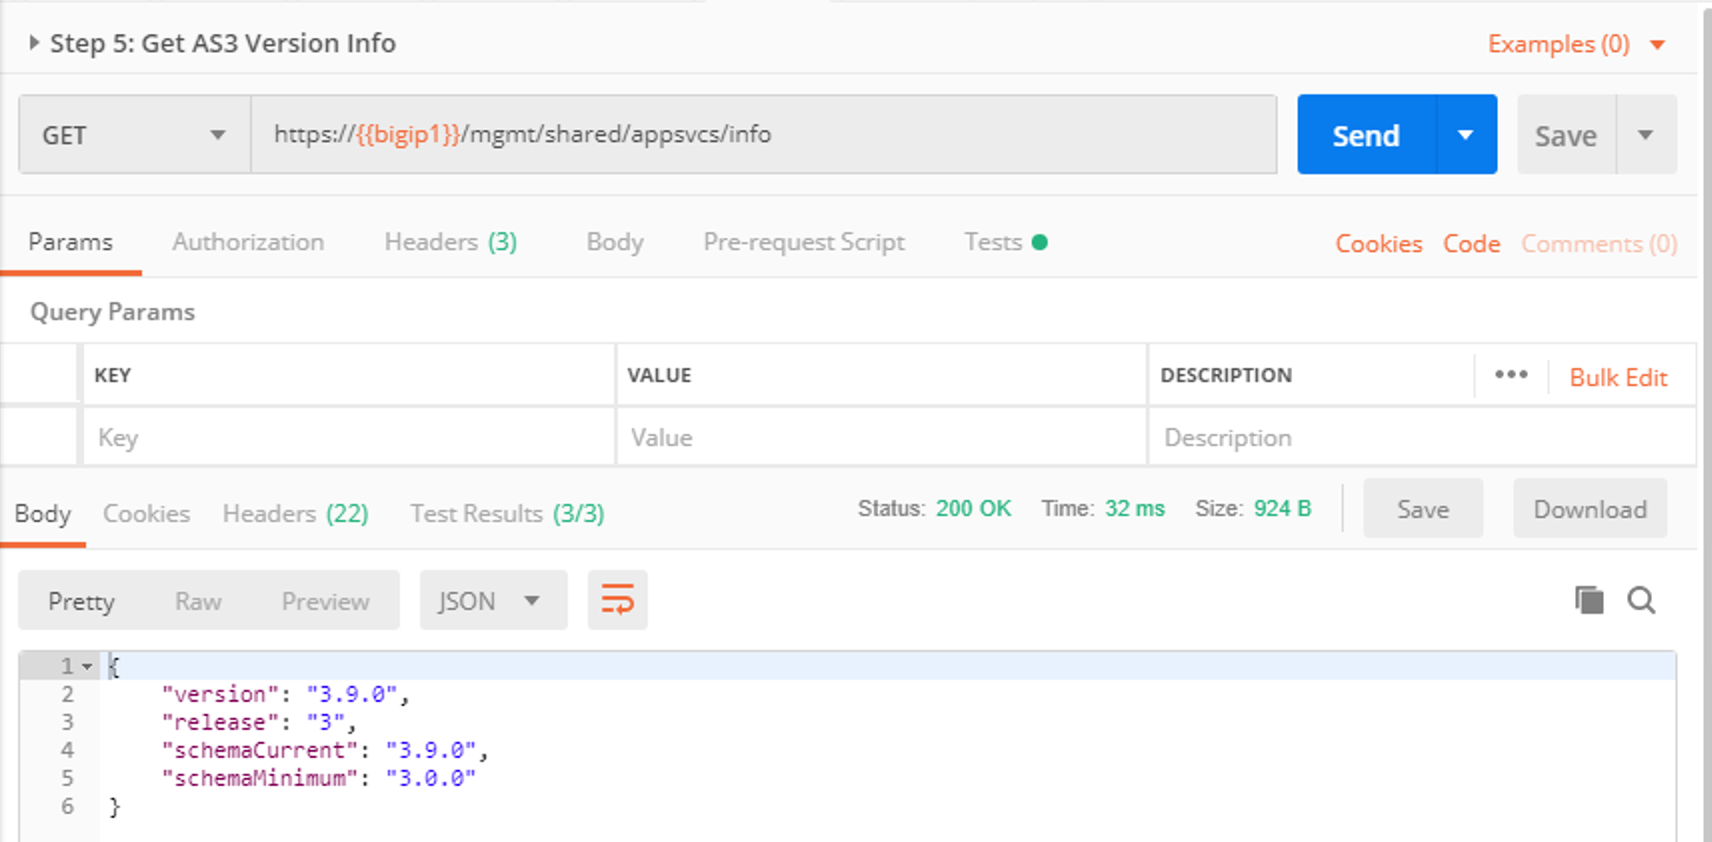 Step 5: Get AS3 Version Info Examples (0)
GET https://{{bigip1}}/mgmt/shared/appsvcs/info Send Save
Params Authorization Headers (3) Body Pre-request Script Tests Cookies Code Comments (0)
Query Params
KEY VALUE DESCRIPTION ••• Bulk Edit
Key Value Description
Body Cookies Headers (22) Test Results (3/3) Status: 200 OK Time: 32 ms Size: 924 B Save Download
Pretty Raw Preview JSON
1 {
2 "version": "3.9.0",
3 "release": "3",
4 "schemaCurrent": "3.9.0",
5 "schemaMinimum": "3.0.0"
6 }